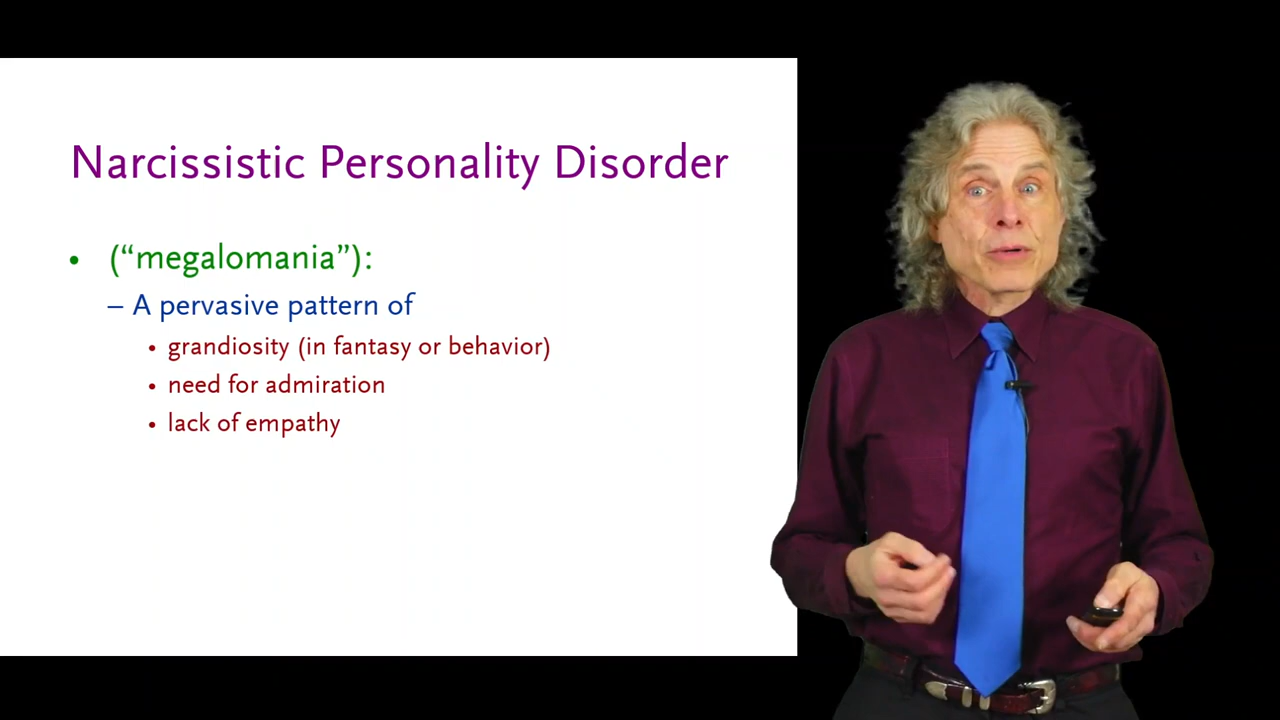 Narcissistic Personality Disorder
• (“megalomania”):
– A pervasive pattern of
• grandiosity (in fantasy or behavior)
• need for admiration
• lack of empathy